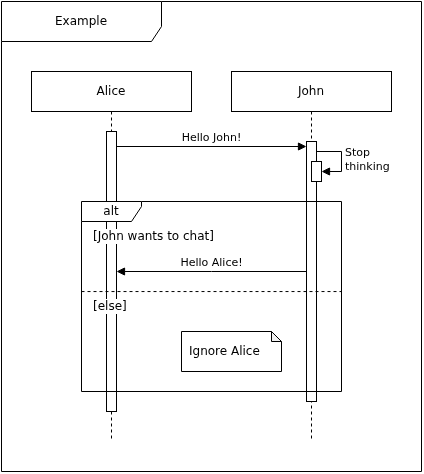 Example
Alice
John
Hello John!
Stop
thinking
alt
[John wants to chat]
Hello Alice!
[else]
Ignore Alice